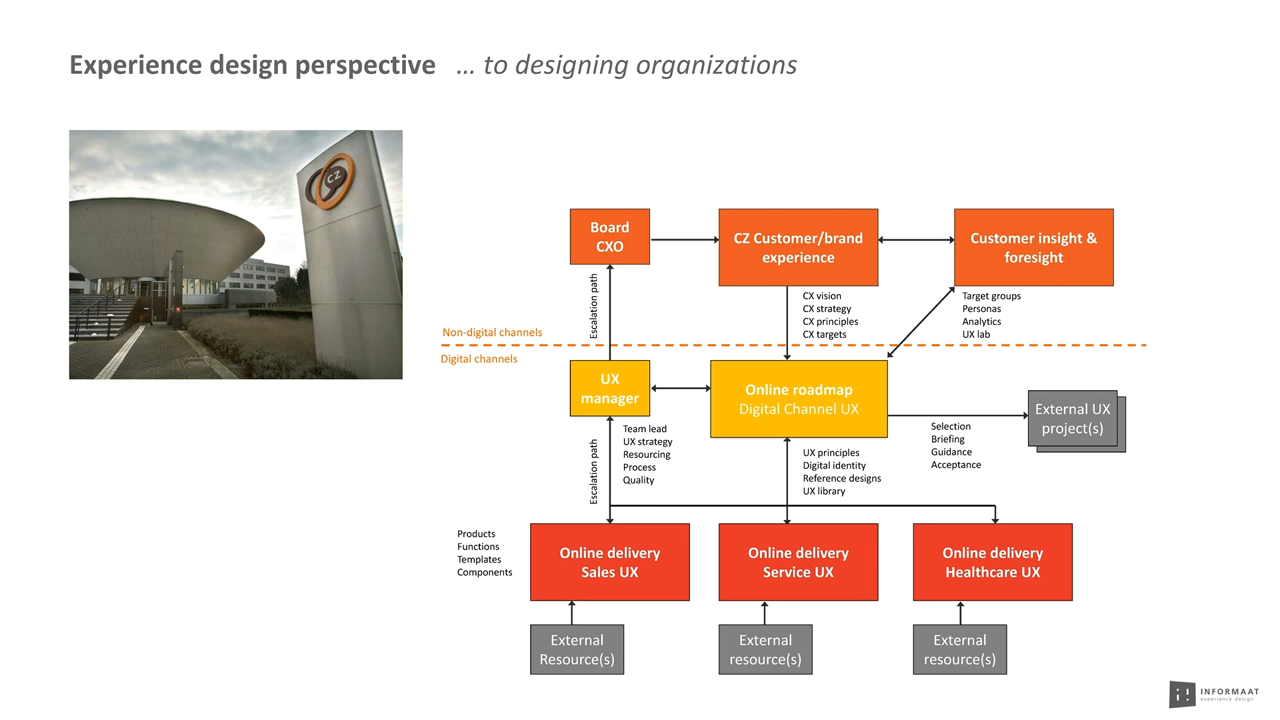 Experience design perspective … to designing organizations
CZ
Board
CXO
CZ Customer/brand
experience
Customer insight &
foresight
Escalation path
CX vision
CX strategy
CX principles
CX targets
Target groups
Personas
Analytics
UX lab
Non-digital channels
Digital channels
UX
manager
Online roadmap
Digital Channel UX
External UX
project(s)
Escalation path
Team lead
UX strategy
Resourcing
Process
Quality
UX principles
Digital identity
Reference designs
UX library
Selection
Briefing
Guidance
Acceptance
Products
Functions
Templates
Components
Online delivery
Sales UX
Online delivery
Service UX
Online delivery
Healthcare UX
External
Resource(s)
External
resource(s)
External
resource(s)
i!
INFORMAAT
experience design